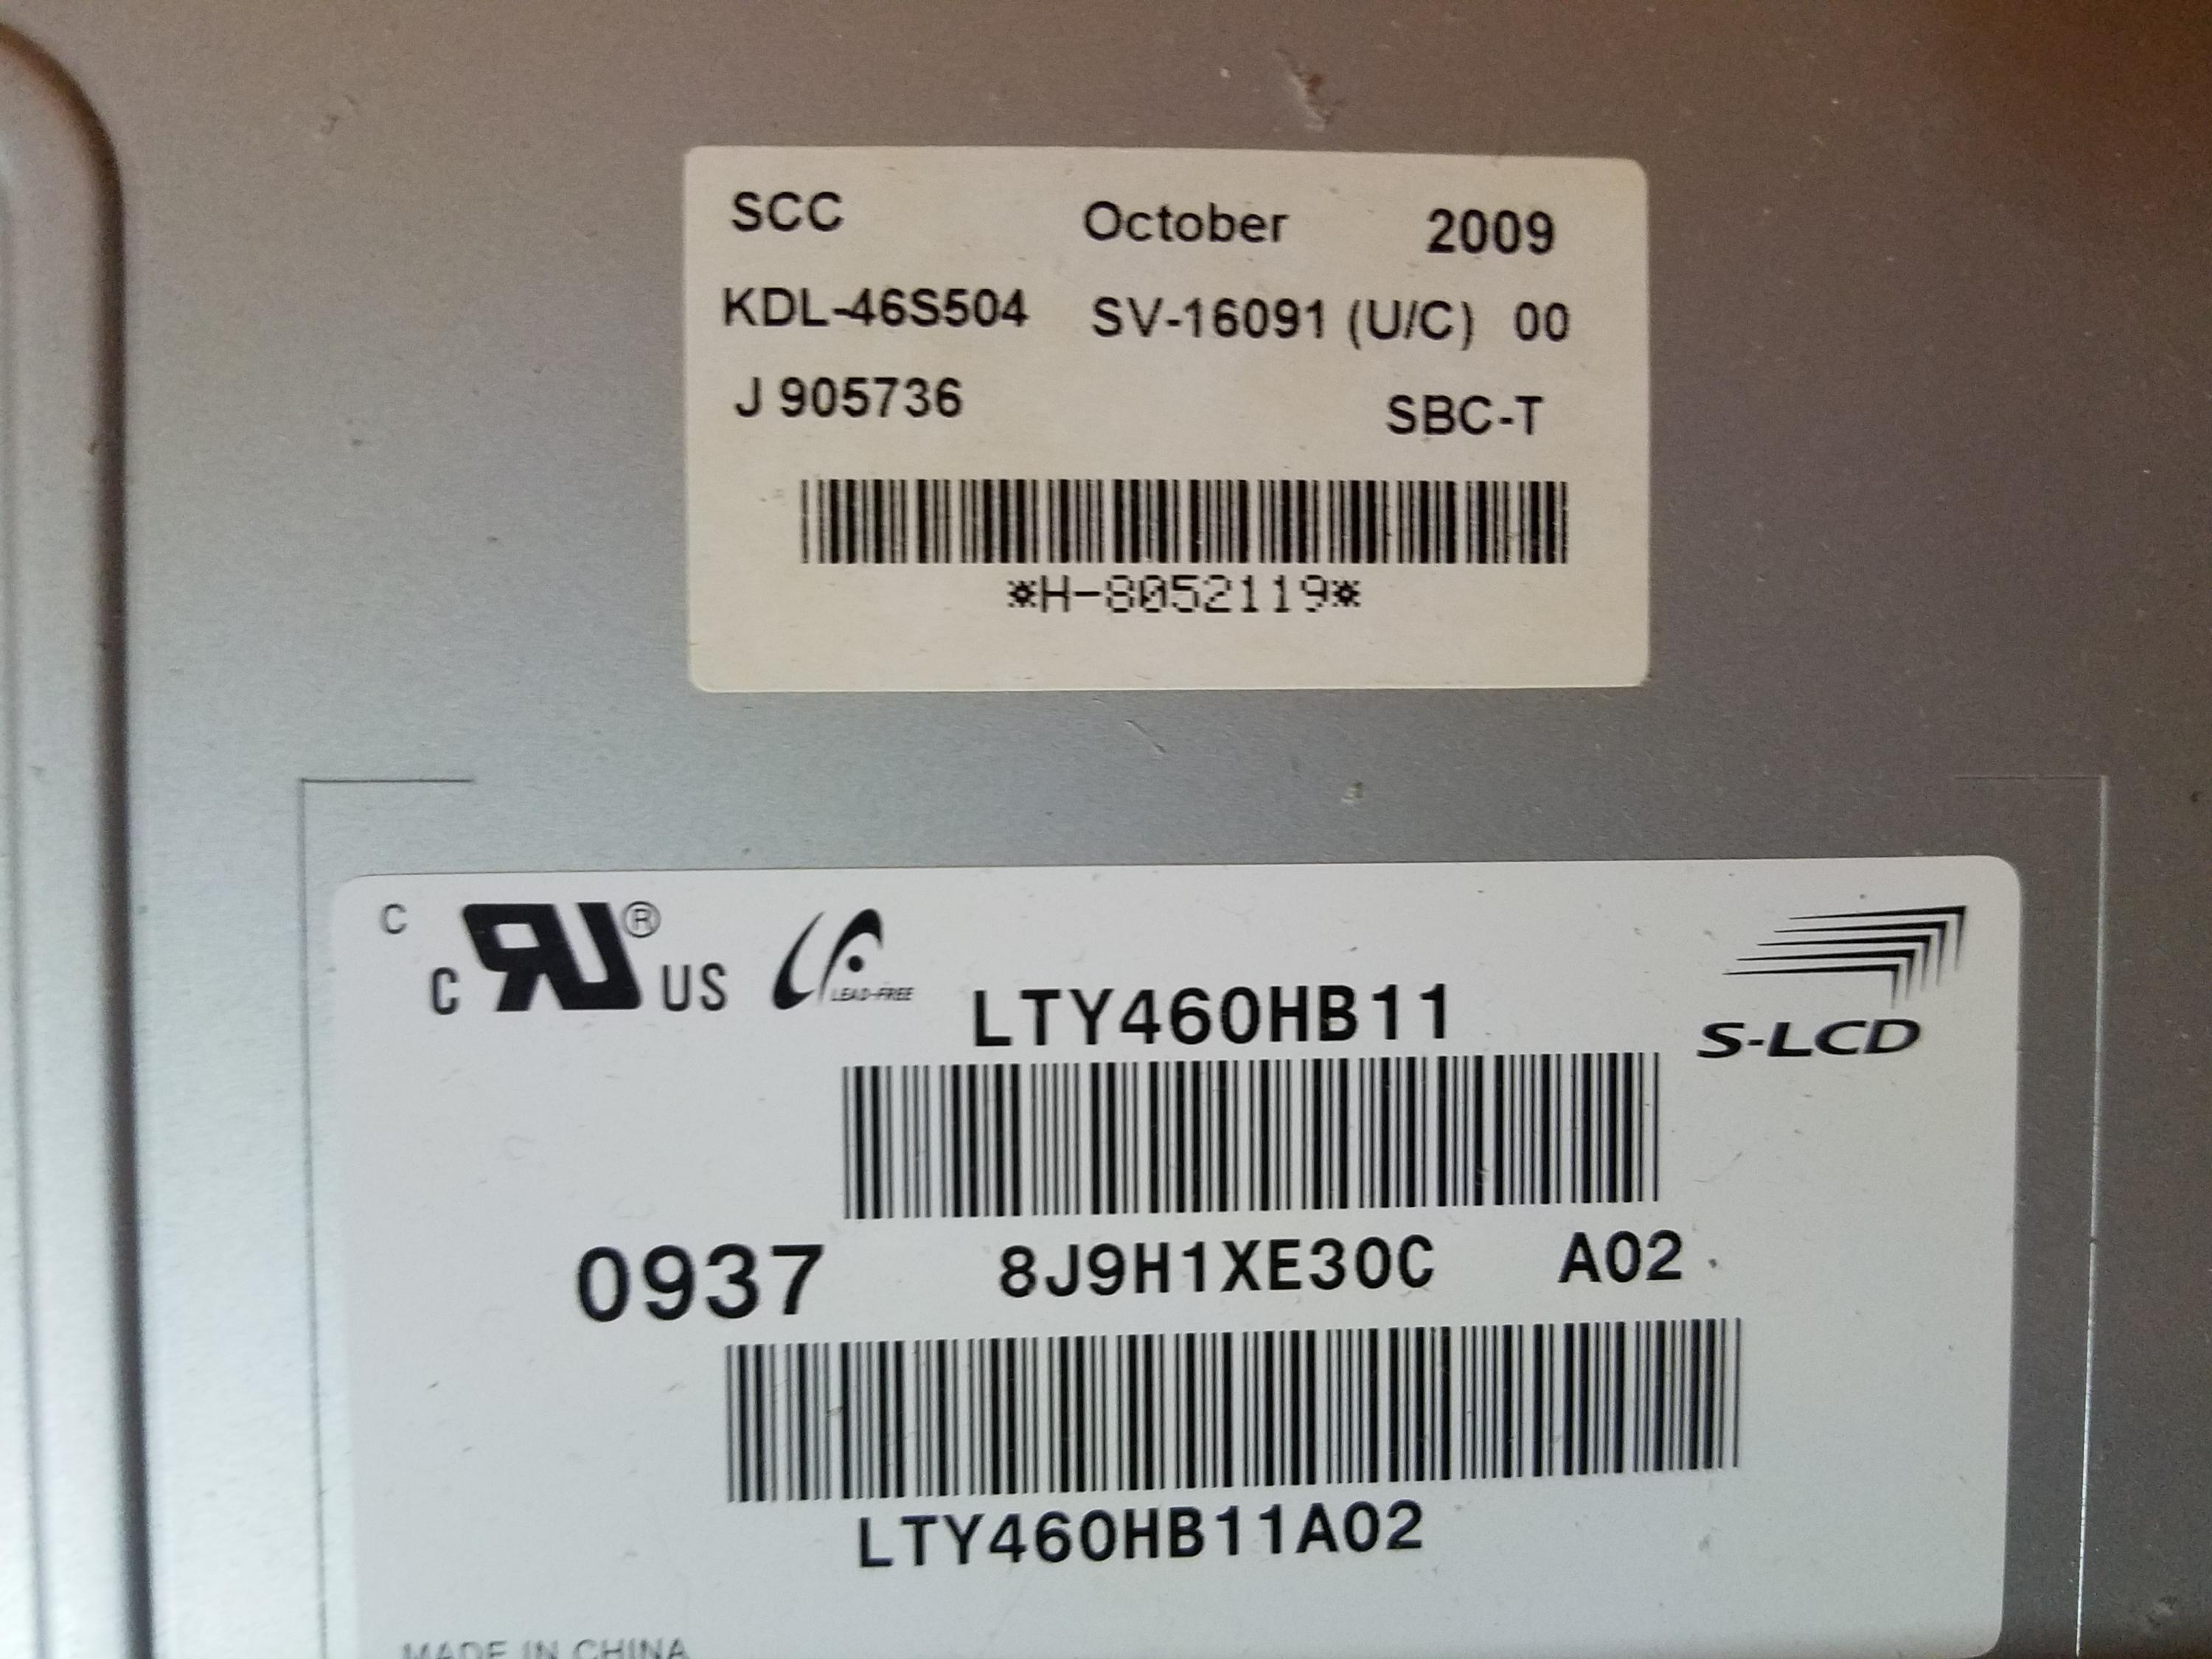 SCC October 2009
KDL-46S504 SV-16091 (U/C) 00
J 905736 SBC-T
*H-8052119*
C
C RU® US LEAD-FREE
LTY460HB11
S-LCD
0937 8J9H1XE30C A02
LTY460HB11A02
MADE IN CHINA